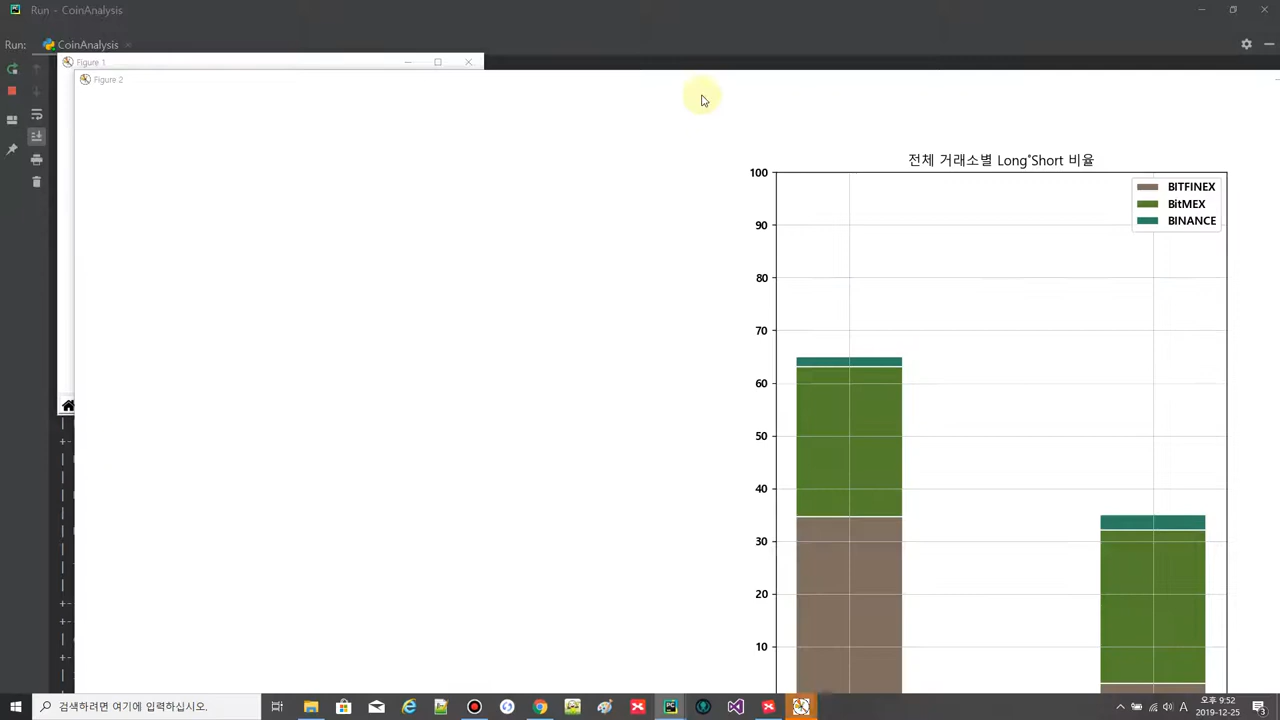 Run - CoinAnalysis
Run: CoinAnalysis
Figure 1
Figure 2
전체 거래소별 Long˚Short 비율
100
90
80
70
60
50
40
30
20
10
BITFINEX
BitMEX
BINANCE
검색하려면 여기에 입력하십시오.
A
오후 9:52
2019-12-25
3